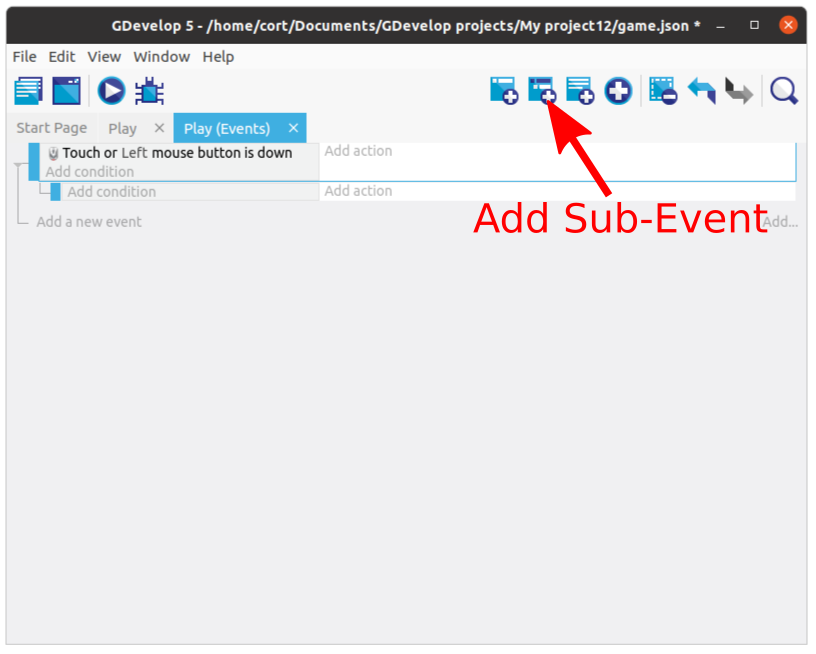 GDevelop 5 - /home/cort/Documents/GDevelop projects/My project12/game.json *
File Edit View Window Help
Start Page Play × Play (Events) ×
Touch or Left mouse button is down Add action
Add condition
Add condition Add action
Add Sub-Event
Add a new event Add...